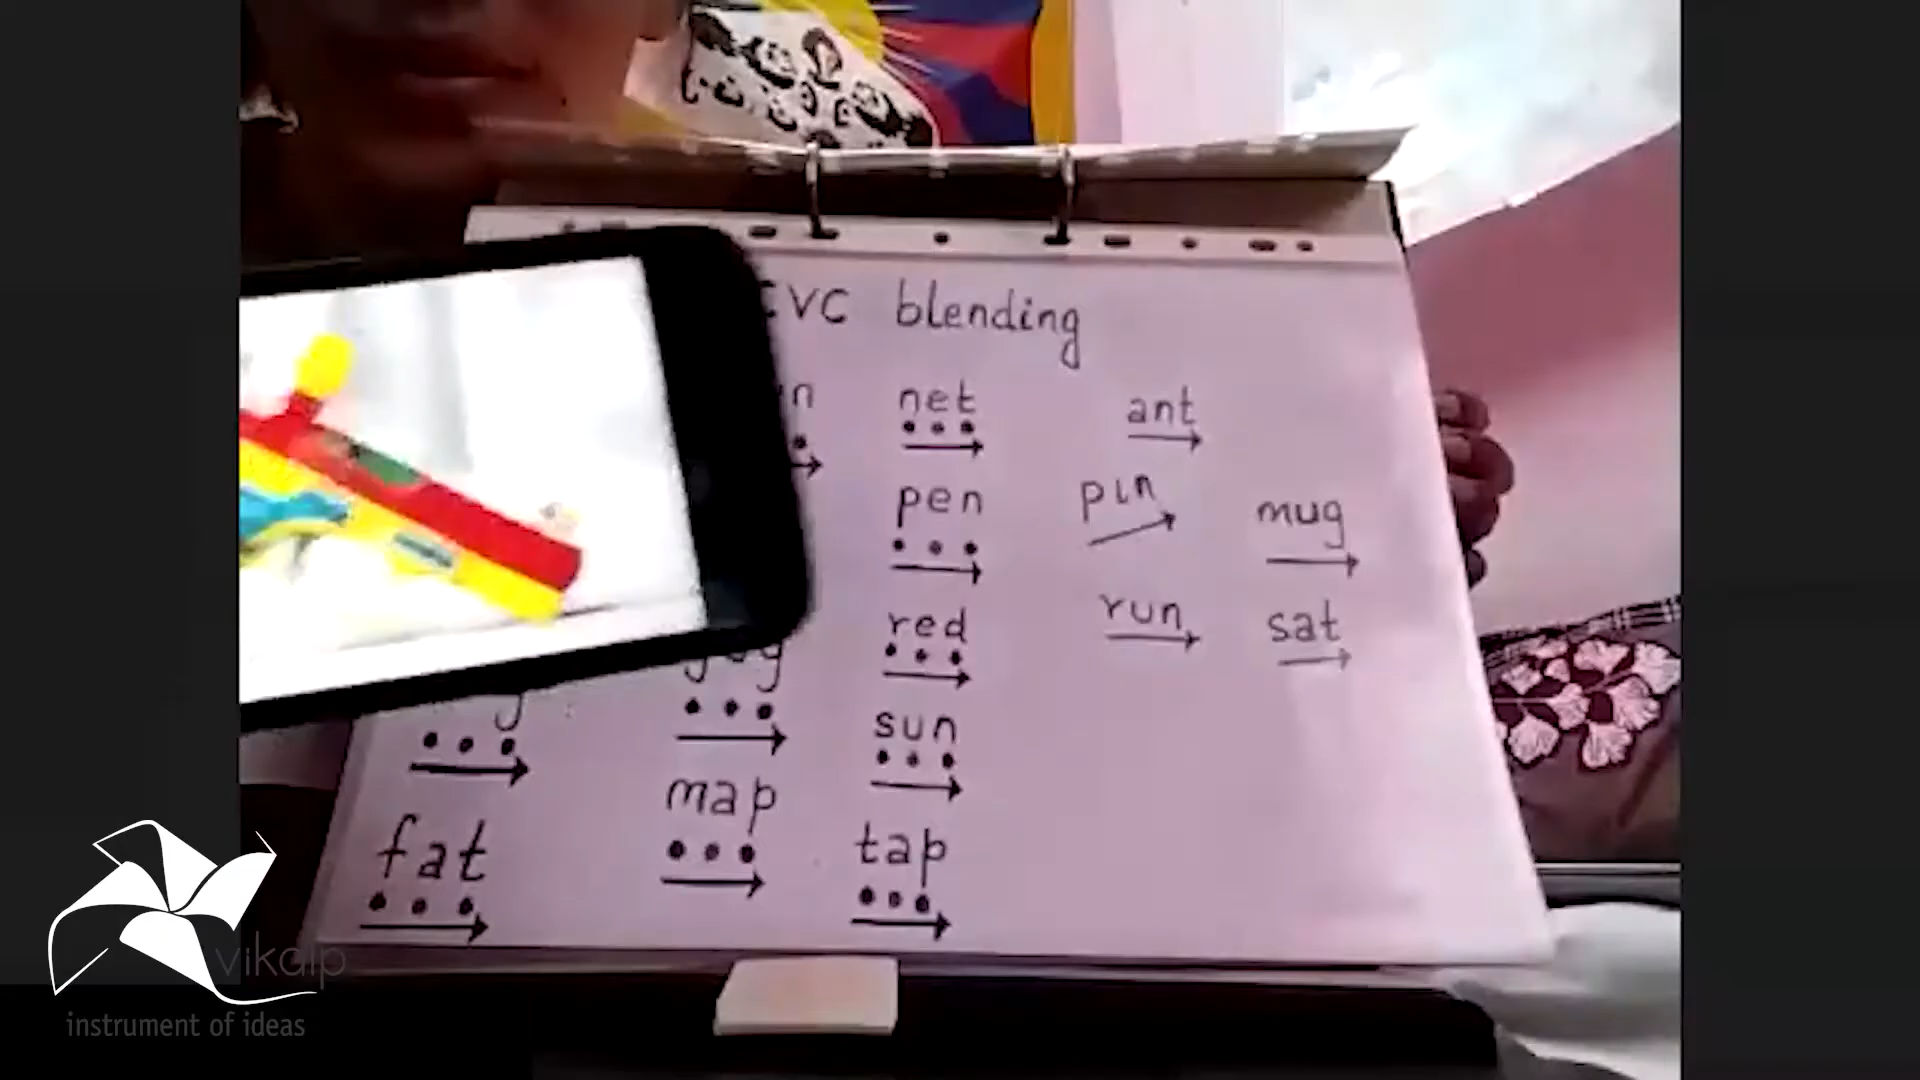 CVC blending
net
ant
pen
pin
mug
red
run
sat
sun
map
fat
tap
vikalp
instrument of ideas